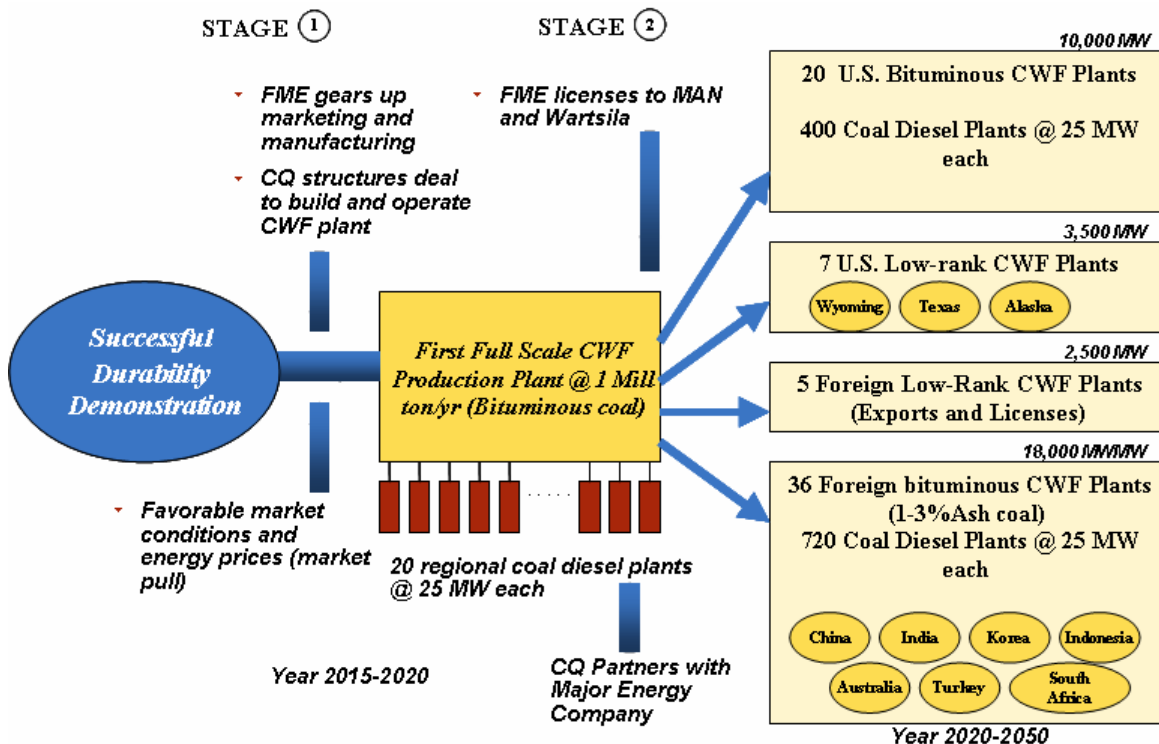 STAGE 1
FME gears up
marketing and
manufacturing
CQ structures deal
to build and operate
CWF plant
Successful
Durability
Demonstration
Favorable market
conditions and
energy prices (market
pull)
Year 2015-2020
STAGE 2
FME licenses to MAN
and Wartsila
First Full Scale CWF
Production Plant @ 1 Mill
ton/yr (Bituminous coal)
.....
20 regional coal diesel plants
@ 25 MW each
CQ Partners with
Major Energy
Company
10,000 MW
20 U.S. Bituminous CWF Plants
400 Coal Diesel Plants @ 25 MW
each
3,500 MW
7 U.S. Low-rank CWF Plants
Wyoming Texas Alaska
2,500 MW
5 Foreign Low-Rank CWF Plants
(Exports and Licenses)
18,000 MWMW
36 Foreign bituminous CWF Plants
(1-3%Ash coal)
720 Coal Diesel Plants @ 25 MW
each
China India Korea Indonesia
Australia Turkey South
Africa
Year 2020-2050